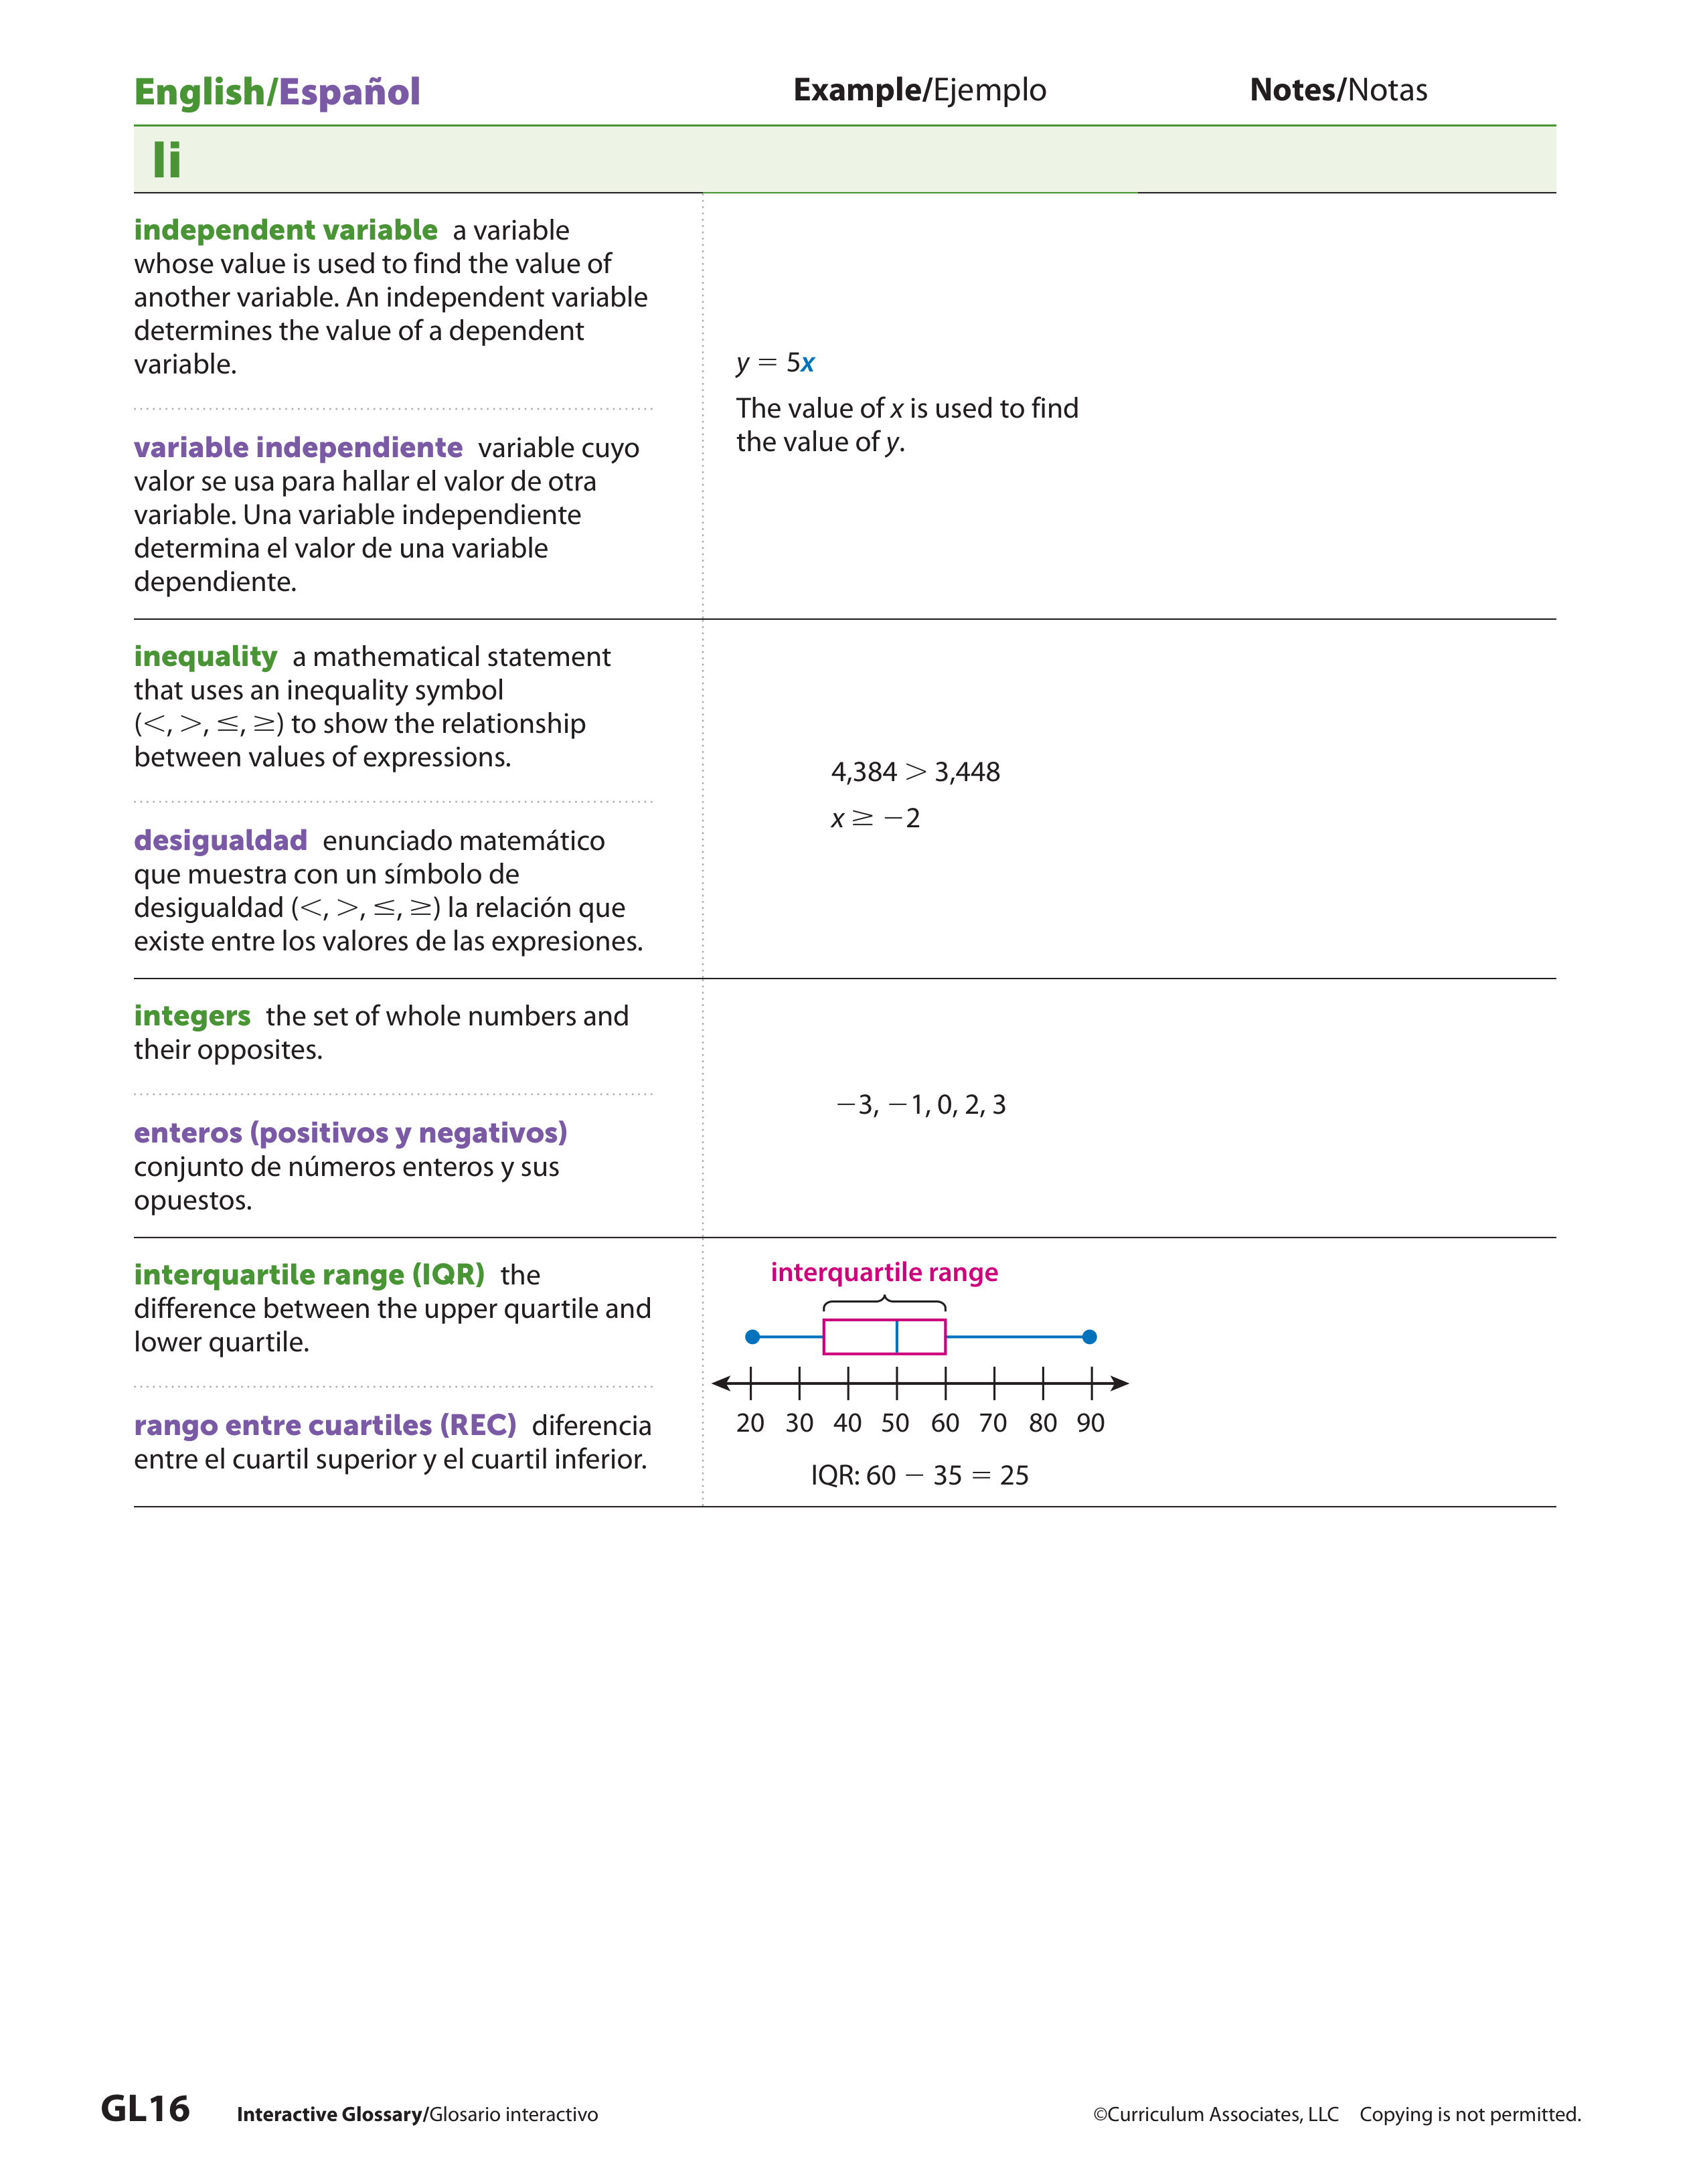 English/Español
Example/Ejemplo
Notes/Notas
Ii
independent variable a variable
whose value is used to find the value of
another variable. An independent variable
determines the value of a dependent
variable.
variable independiente variable cuyo
valor se usa para hallar el valor de otra
variable. Una variable independiente
determina el valor de una variable
dependiente.
y = 5x
The value of x is used to find
the value of y.
inequality a mathematical statement
that uses an inequality symbol
(<, >, ≤, ≥) to show the relationship
between values of expressions.
desigualdad enunciado matemático
que muestra con un símbolo de
desigualdad (<, >, ≤, ≥) la relación que
existe entre los valores de las expresiones.
4,384 > 3,448
x ≥ −2
integers the set of whole numbers and
their opposites.
enteros (positivos y negativos)
conjunto de números enteros y sus
opuestos.
−3, −1, 0, 2, 3
interquartile range (IQR) the
difference between the upper quartile and
lower quartile.
rango entre cuartiles (REC) diferencia
entre el cuartil superior y el cuartil inferior.
interquartile range
20 30 40 50 60 70 80 90
IQR: 60 − 35 = 25
GL16 Interactive Glossary/Glosario interactivo
©Curriculum Associates, LLC Copying is not permitted.